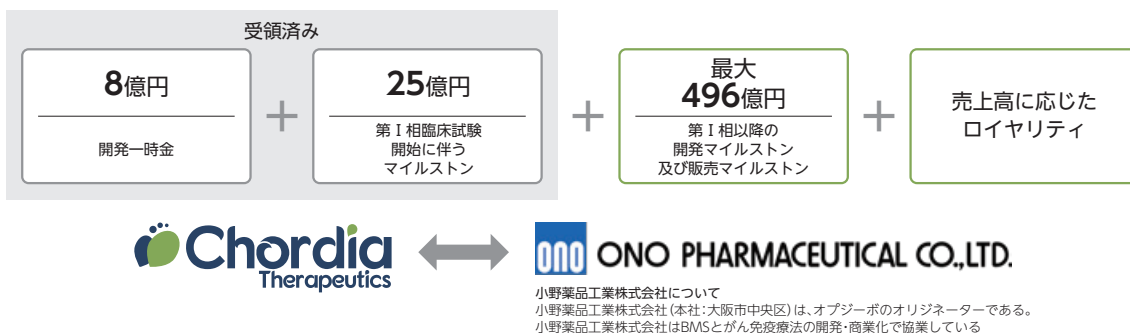 受領済み
8億円
開発一時金
+
25億円
第Ⅰ相臨床試験
開始に伴う
マイルストン
+
最大
496億円
第Ⅰ相以降の
開発マイルストン
及び販売マイルストン
+
売上高に応じた
ロイヤリティ
Chordia
Therapeutics
ono ONO PHARMACEUTICAL CO.,LTD.
小野薬品工業株式会社について
小野薬品工業株式会社(本社:大阪市中央区)は、オプジーボのオリジネーターである。
小野薬品工業株式会社はBMSとがん免疫療法の開発・商業化で協業している